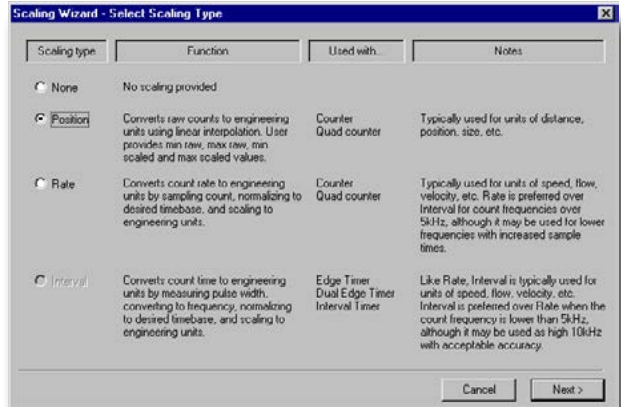 Scaling Wizard - Select Scaling Type
Scaling type Function Used with... Notes
None No scaling provided
Position
Converts raw counts to engineering
units using linear interpolation. User
provides min raw, max raw, min
scaled and max scaled values.
Counter
Quad counter
Typically used for units of distance,
position, size, etc.
Rate
Converts count rate to engineering
units by sampling count, normalizing to
desired timebase, and scaling to
engineering units.
Counter
Quad counter
Typically used for units of speed, flow,
velocity, etc. Rate is preferred over
Interval for count frequencies over
5kHz, although it may be used for lower
frequencies with increased sample
times.
Interval
Converts count time to engineering
units by measuring pulse width,
converting to frequency, normalizing
to desired timebase, and scaling to
engineering units.
Edge Timer
Dual Edge Timer
Interval Timer
Like Rate, Interval is typically used for
units of speed, flow, velocity, etc.
Interval is preferred over Rate when the
count frequency is lower than 5kHz,
although it may be used as high 10kHz
with acceptable accuracy.
Cancel Next >